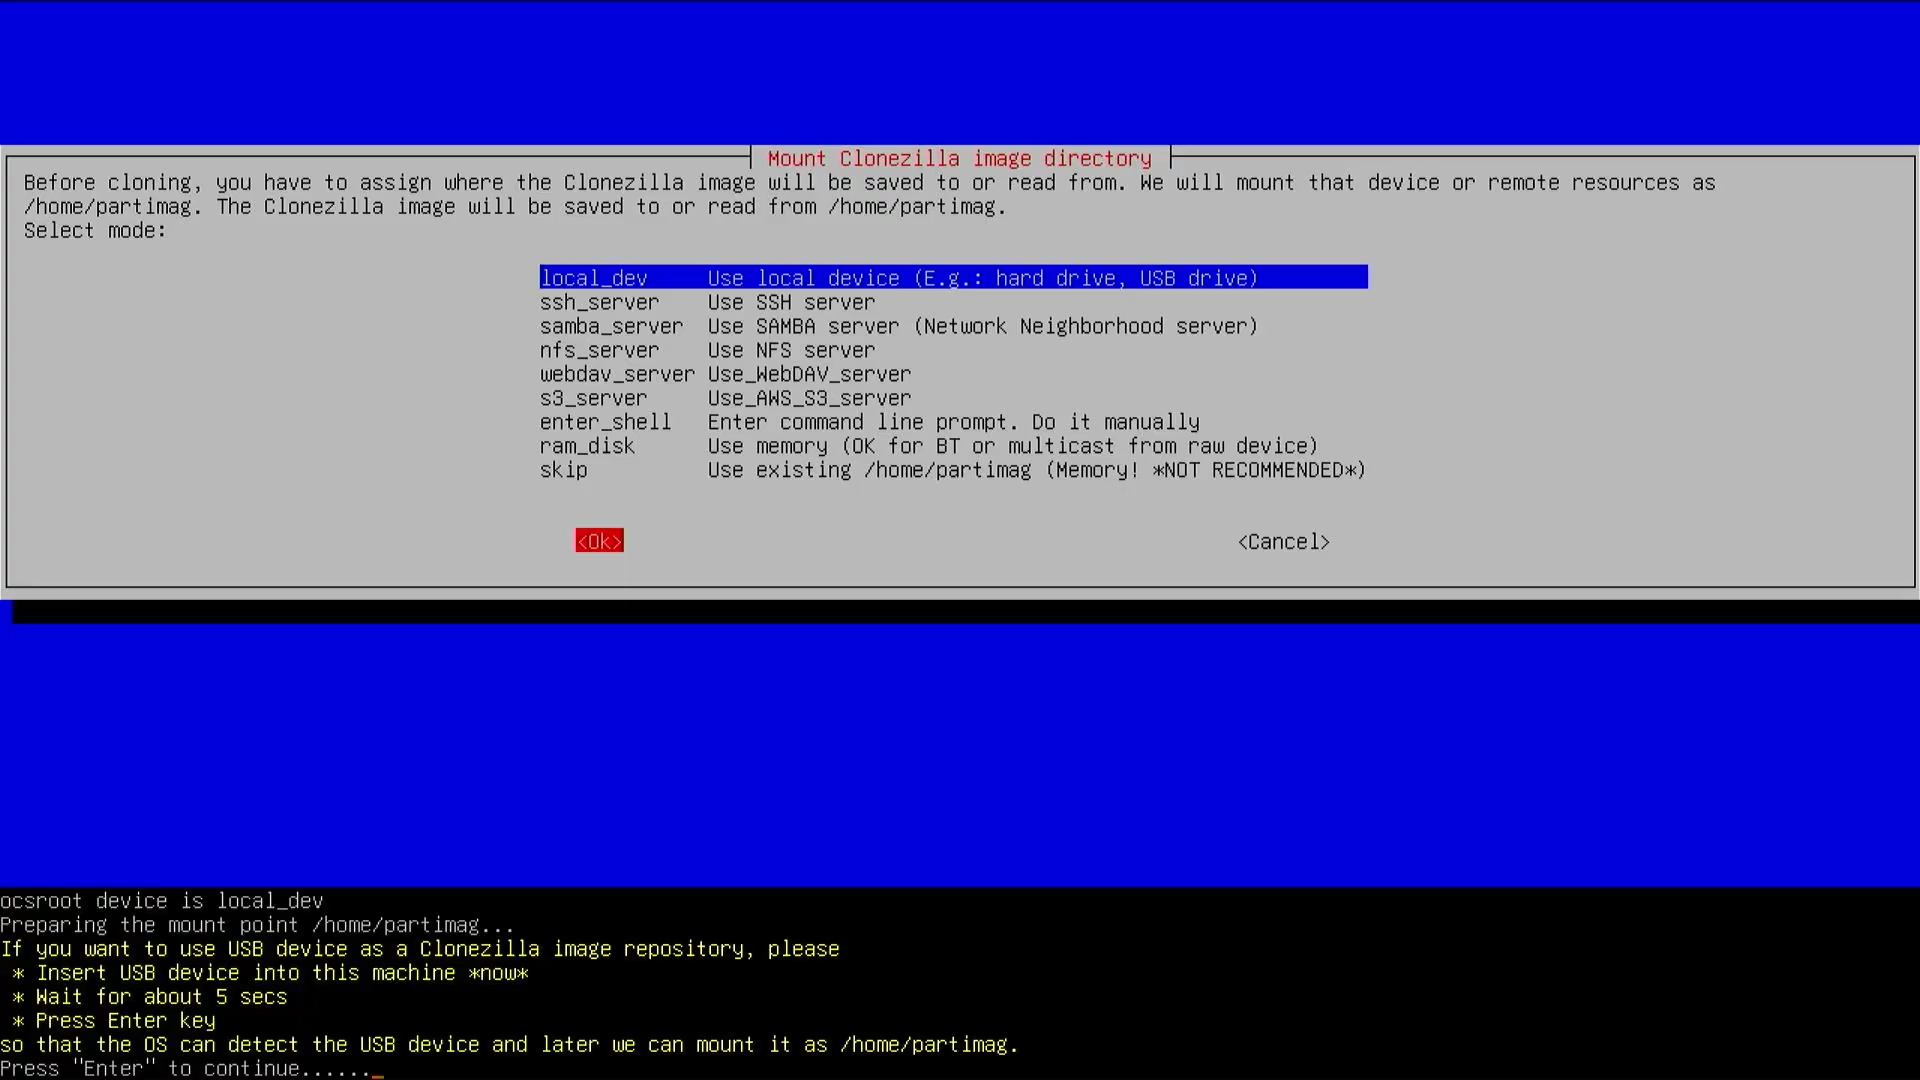 Mount Clonezilla image directory
Before cloning, you have to assign where the Clonezilla image will be saved to or read from. We will mount that device or remote resources as
/home/partimag. The Clonezilla image will be saved to or read from /home/partimag.
Select mode:
local_dev Use local device (E.g.: hard drive, USB drive)
ssh_server Use SSH server
samba_server Use SAMBA server (Network Neighborhood server)
nfs_server Use NFS server
webdav_server Use_WebDAV_server
s3_server Use_AWS_S3_server
enter_shell Enter command line prompt. Do it manually
ram_disk Use memory (OK for BT or multicast from raw device)
skip Use existing /home/partimag (Memory! *NOT RECOMMENDED*)
<Ok> <Cancel>
ocsroot device is local_dev
Preparing the mount point /home/partimag...
If you want to use USB device as a Clonezilla image repository, please
* Insert USB device into this machine *now*
* Wait for about 5 secs
* Press Enter key
so that the OS can detect the USB device and later we can mount it as /home/partimag.
Press "Enter" to continue......_